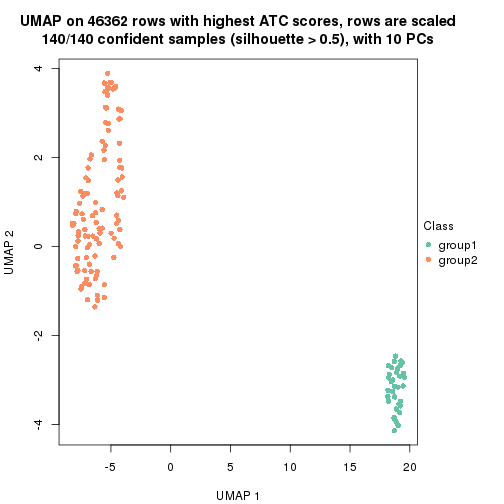 UMAP on 46362 rows with highest ATC scores, rows are scaled
140/140 confident samples (silhouette > 0.5), with 10 PCs
4
2
0
-2
-4
UMAP 2
-5
0
5
10
15
20
UMAP 1
Class
group1
group2